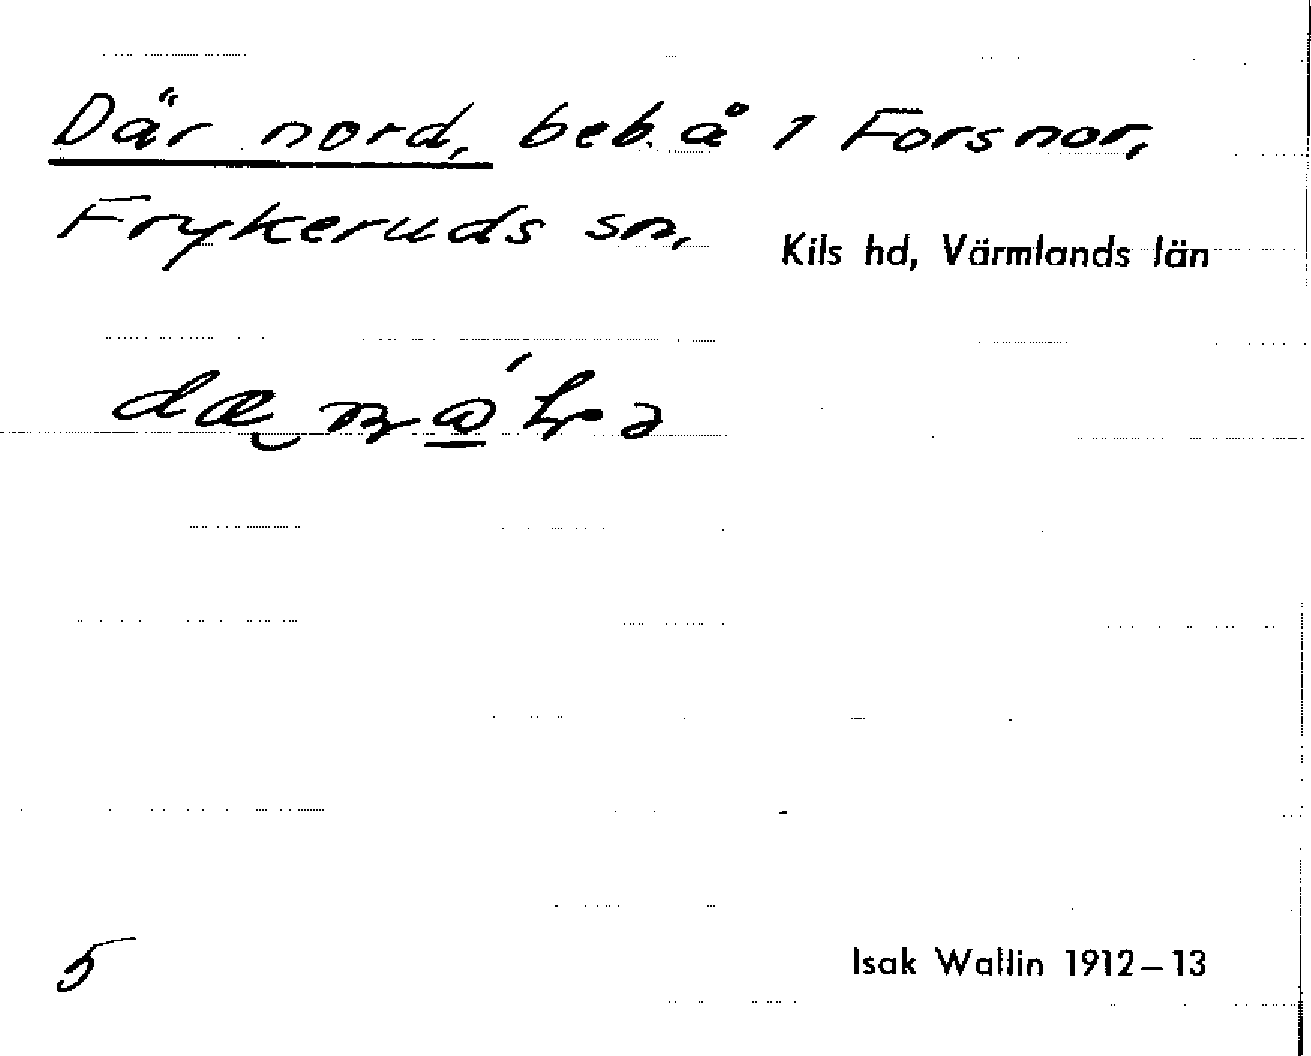 Där nord, beb. å 1 Forsnor,
Frykeruds sn, Kils hd, Värmlands län
5
Isak Wallin 1912–13